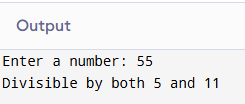 Output
Enter a number: 55
Divisible by both 5 and 11